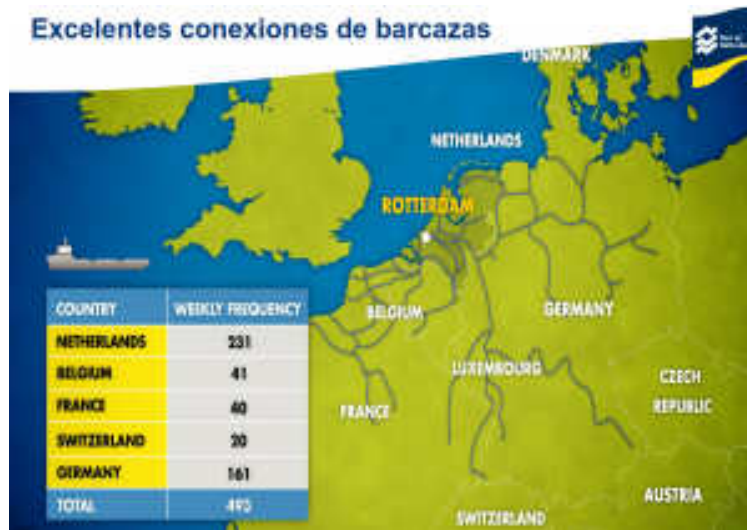 Excelentes conexiones de barcazas
DENMARK
NETHERLANDS
ROTTERDAM
BELGIUM
GERMANY
LUXEMBOURG
CZECH
REPUBLIC
FRANCE
AUSTRIA
SWITZERLAND
COUNTRY WEEKLY FREQUENCY
NETHERLANDS 231
BELGIUM 41
FRANCE 40
SWITZERLAND 20
GERMANY 161
TOTAL 493